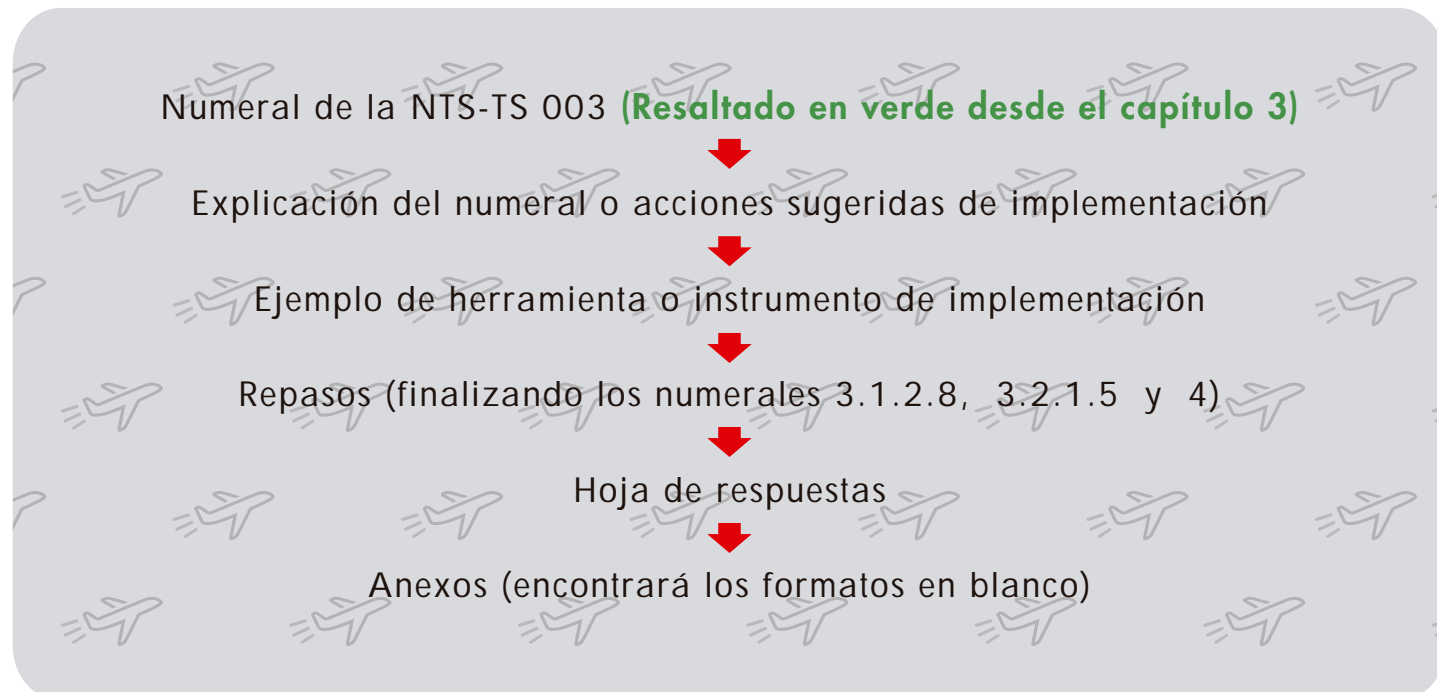 Numeral de la NTS-TS 003 (Resaltado en verde desde el capítulo 3)
Explicación del numeral o acciones sugeridas de implementación
Ejemplo de herramienta o instrumento de implementación
Repasos (finalizando los numerales 3.1.2.8, 3.2.1.5 y 4)
Hoja de respuestas
Anexos (encontrará los formatos en blanco)